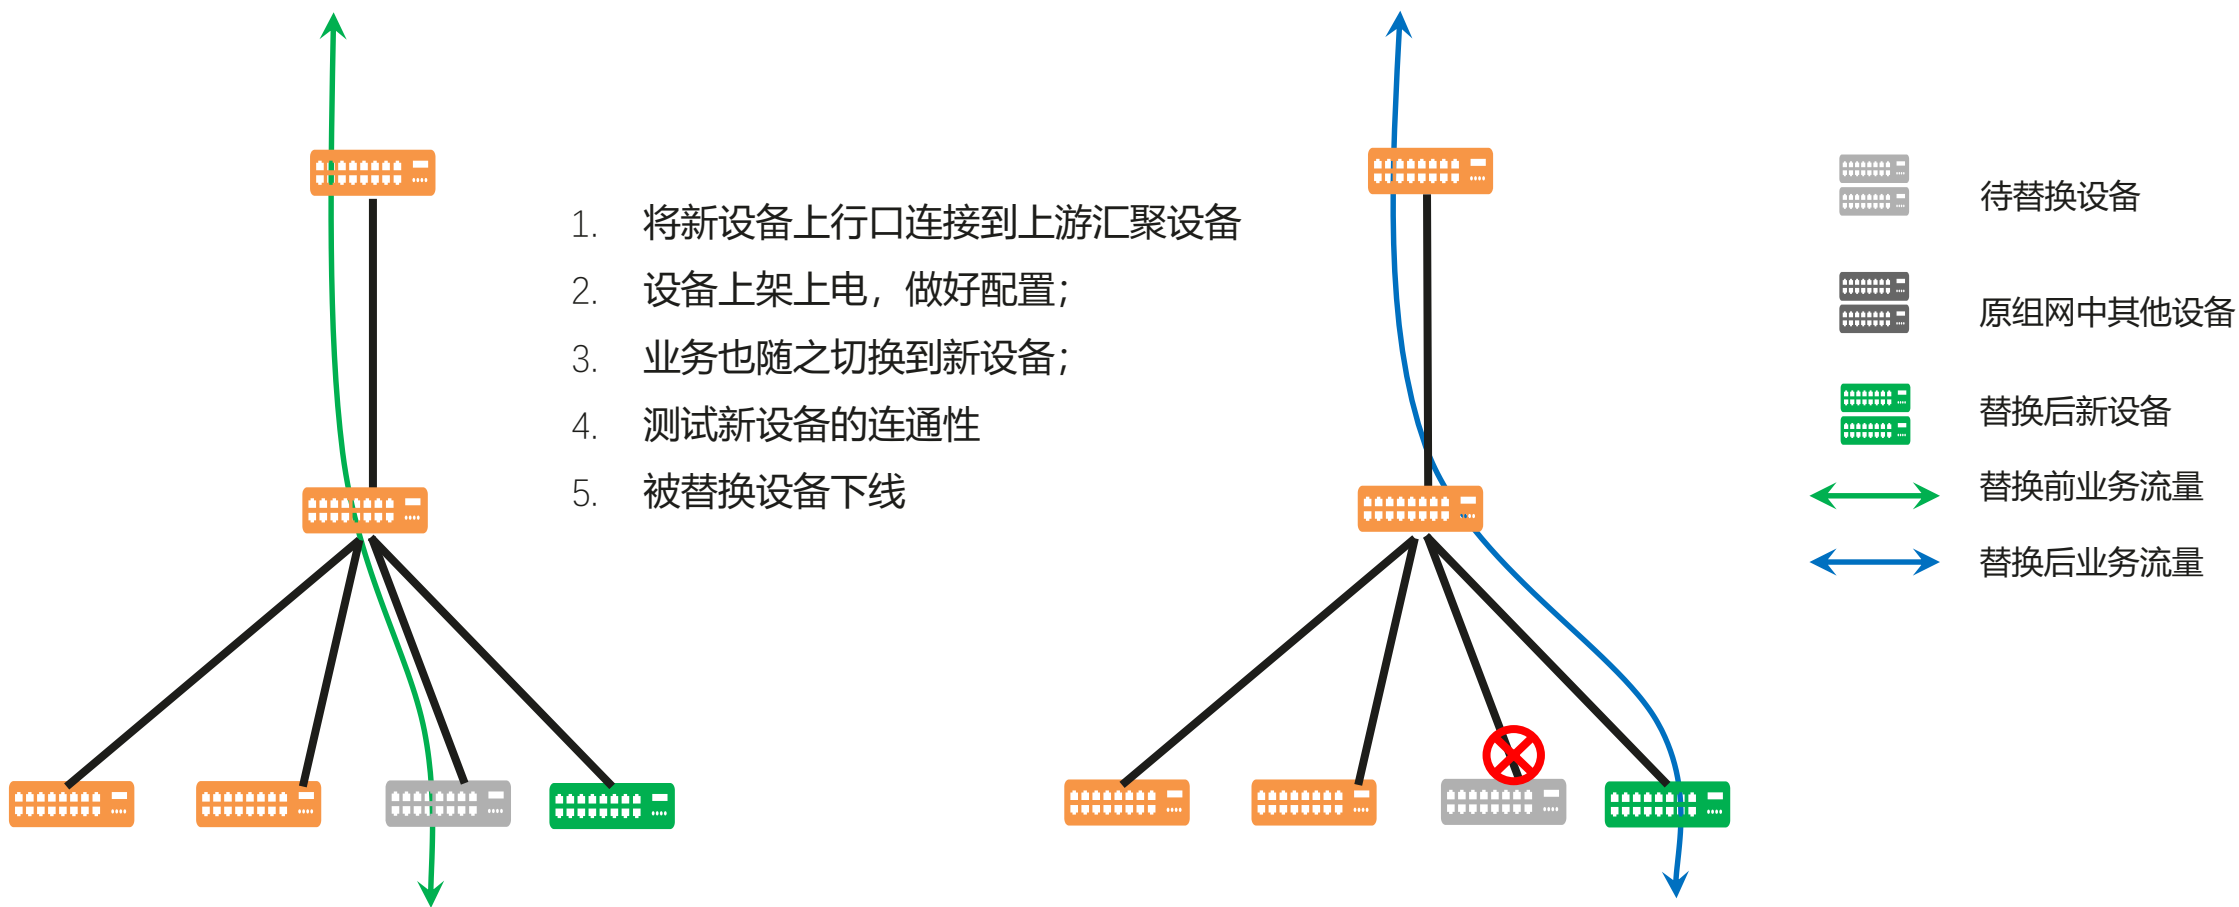 1. 将新设备上行口连接到上游汇聚设备
2. 设备上架上电，做好配置；
3. 业务也随之切换到新设备；
4. 测试新设备的连通性
5. 被替换设备下线
待替换设备
原组网中其他设备
替换后新设备
替换前业务流量
替换后业务流量